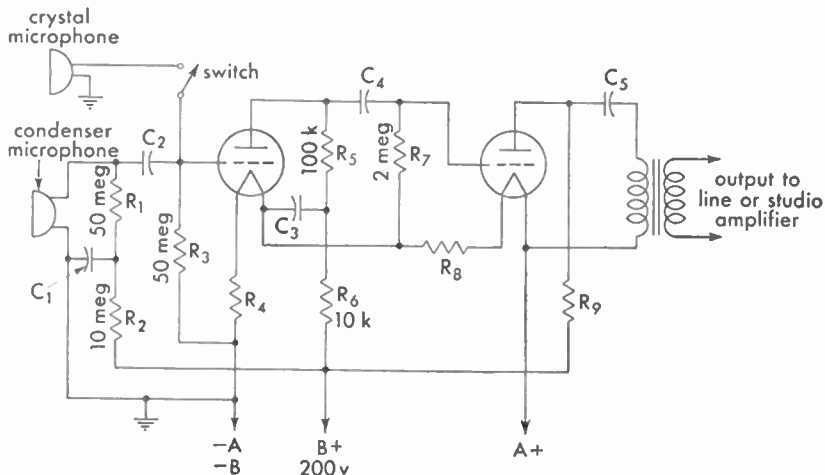 crystal
microphone
switch
condenser
microphone
C2
C4
C5
50 meg
R1
100 k
R5
2 meg
R7
C3
output to
line or studio
amplifier
C1
10 meg
R2
50 meg
R3
R4
R6
10 k
R8
R9
−A
−B
B+
200 v
A+